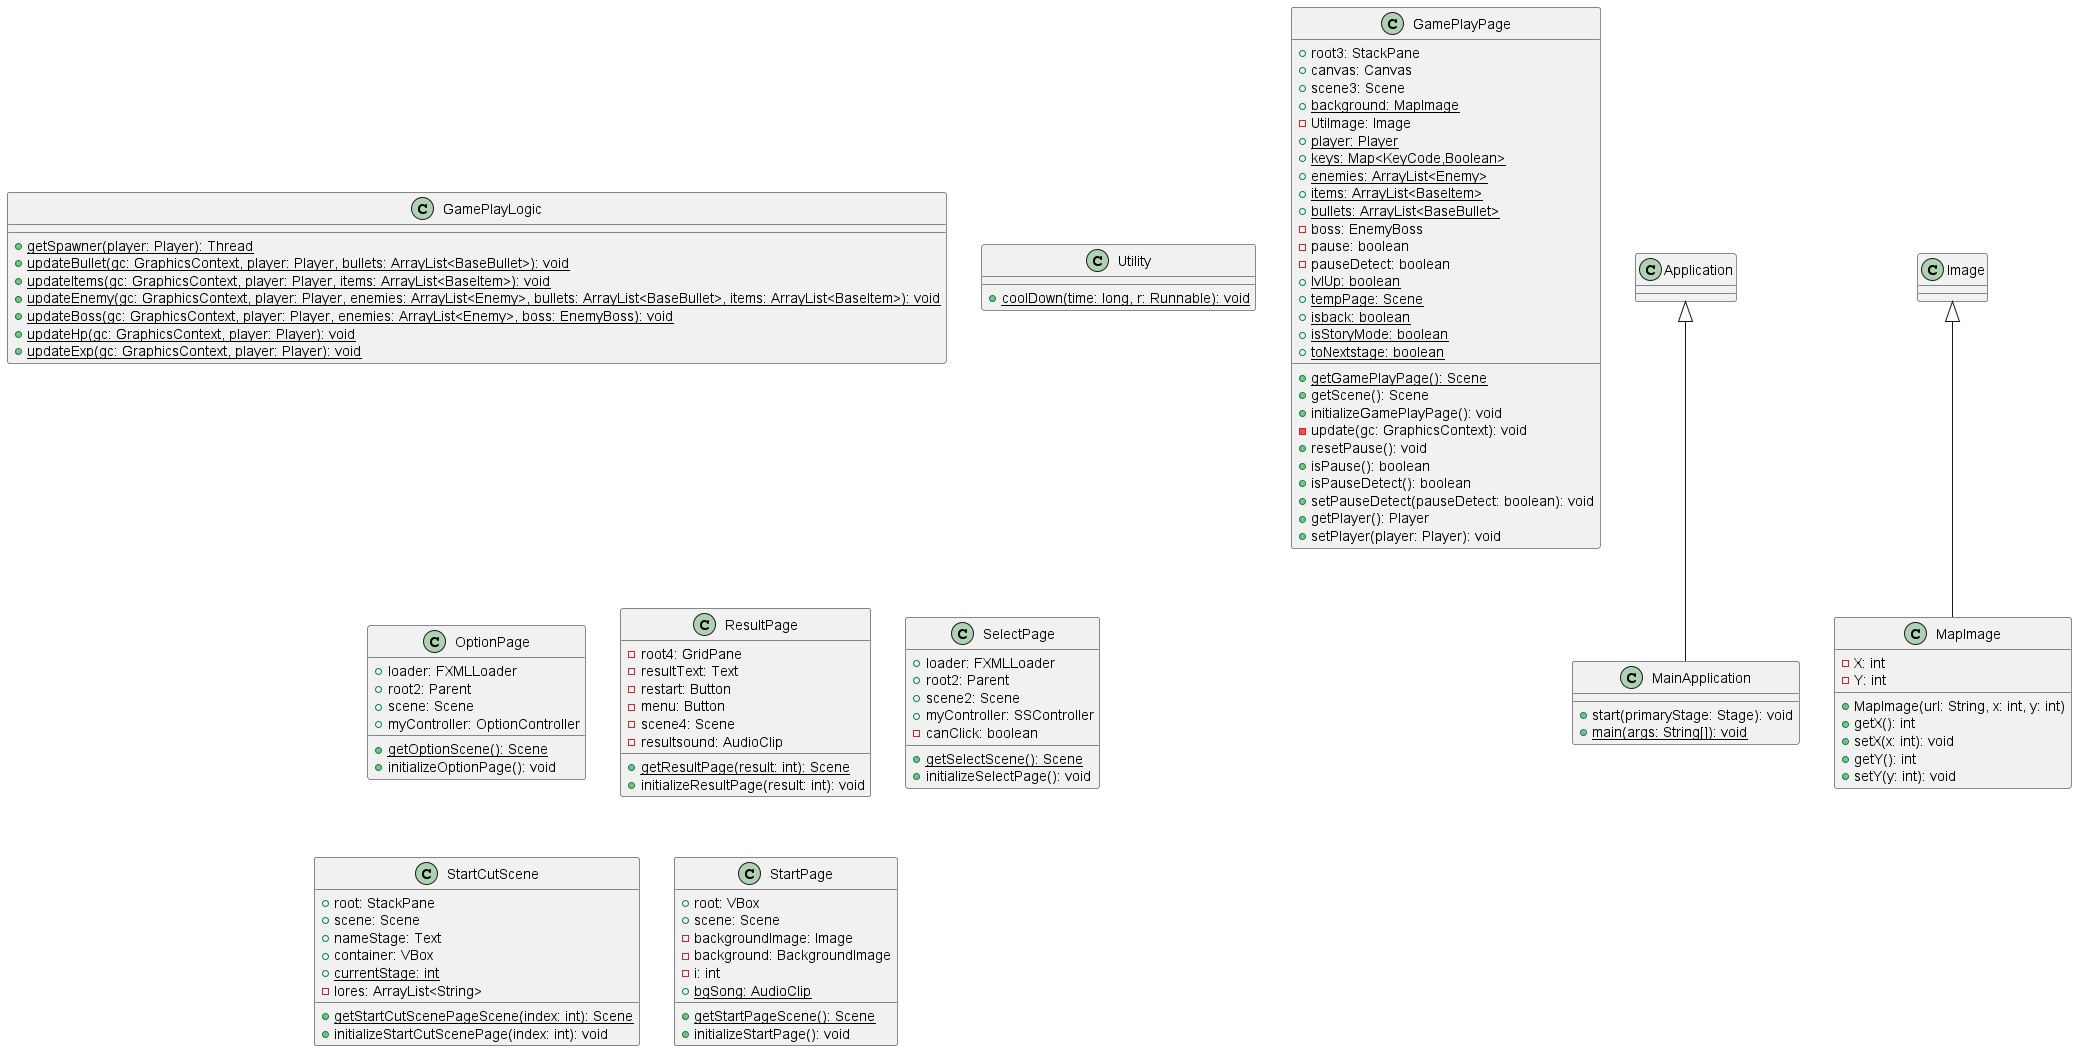 C GamePlayLogic
getSpawner(player: Player): Thread
updateBullet(gc: GraphicsContext, player: Player, bullets: ArrayList<BaseBullet>): void
updateItems(gc: GraphicsContext, player: Player, items: ArrayList<BaseItem>): void
updateEnemy(gc: GraphicsContext, player: Player, enemies: ArrayList<Enemy>, bullets: ArrayList<BaseBullet>, items: ArrayList<BaseItem>): void
updateBoss(gc: GraphicsContext, player: Player, enemies: ArrayList<Enemy>, boss: EnemyBoss): void
updateHp(gc: GraphicsContext, player: Player): void
updateExp(gc: GraphicsContext, player: Player): void
C Utility
coolDown(time: long, r: Runnable): void
C GamePlayPage
root3: StackPane
canvas: Canvas
scene3: Scene
background: MapImage
UtiImage: Image
player: Player
keys: Map<KeyCode,Boolean>
enemies: ArrayList<Enemy>
items: ArrayList<BaseItem>
bullets: ArrayList<BaseBullet>
boss: EnemyBoss
pause: boolean
pauseDetect: boolean
lvlUp: boolean
tempPage: Scene
isback: boolean
isStoryMode: boolean
toNextstage: boolean
getGamePlayPage(): Scene
getScene(): Scene
initializeGamePlayPage(): void
update(gc: GraphicsContext): void
resetPause(): void
isPause(): boolean
isPauseDetect(): boolean
setPauseDetect(pauseDetect: boolean): void
getPlayer(): Player
setPlayer(player: Player): void
C Application
C Image
C OptionPage
loader: FXMLLoader
root2: Parent
scene: Scene
myController: OptionController
getOptionScene(): Scene
initializeOptionPage(): void
C ResultPage
root4: GridPane
resultText: Text
restart: Button
menu: Button
scene4: Scene
resultsound: AudioClip
getResultPage(result: int): Scene
initializeResultPage(result: int): void
C SelectPage
loader: FXMLLoader
root2: Parent
scene2: Scene
myController: SSController
canClick: boolean
getSelectScene(): Scene
initializeSelectPage(): void
C MainApplication
start(primaryStage: Stage): void
main(args: String[]): void
C MapImage
X: int
Y: int
MapImage(url: String, x: int, y: int)
getX(): int
setX(x: int): void
getY(): int
setY(y: int): void
C StartCutScene
root: StackPane
scene: Scene
nameStage: Text
container: VBox
currentStage: int
lores: ArrayList<String>
getStartCutScenePageScene(index: int): Scene
initializeStartCutScenePage(index: int): void
C StartPage
root: VBox
scene: Scene
backgroundImage: Image
background: BackgroundImage
i: int
bgSong: AudioClip
getStartPageScene(): Scene
initializeStartPage(): void